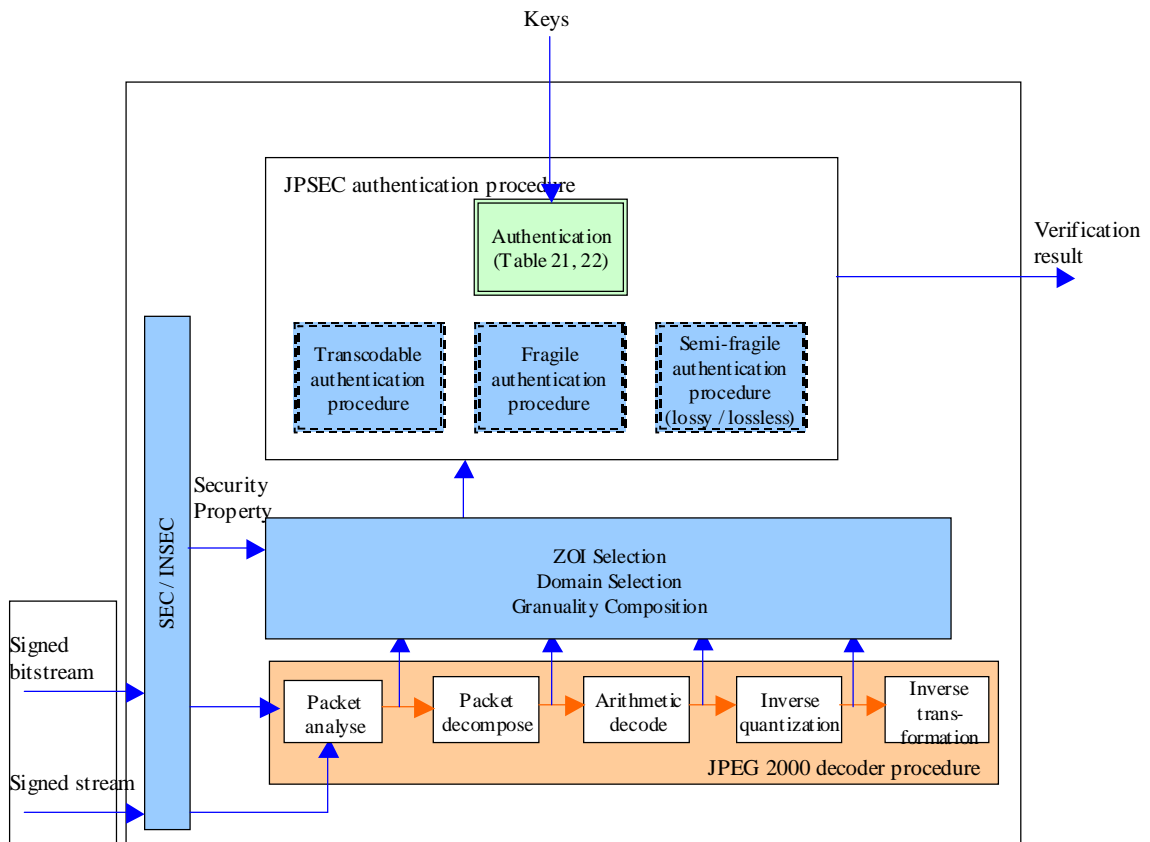 Keys
JPSEC authentication procedure
Authentication
(Table 21, 22)
Verification
result
Transcodable
authentication
procedure
Fragile
authentication
procedure
Semi-fragile
authentication
procedure
(lossy / lossless)
Security
Property
SEC / INSEC
ZOI Selection
Domain Selection
Granuality Composition
Signed
bitstream
Packet
analyse
Packet
decompose
Arithmetic
decode
Inverse
quantization
Inverse
trans-
formation
JPEG 2000 decoder procedure
Signed stream